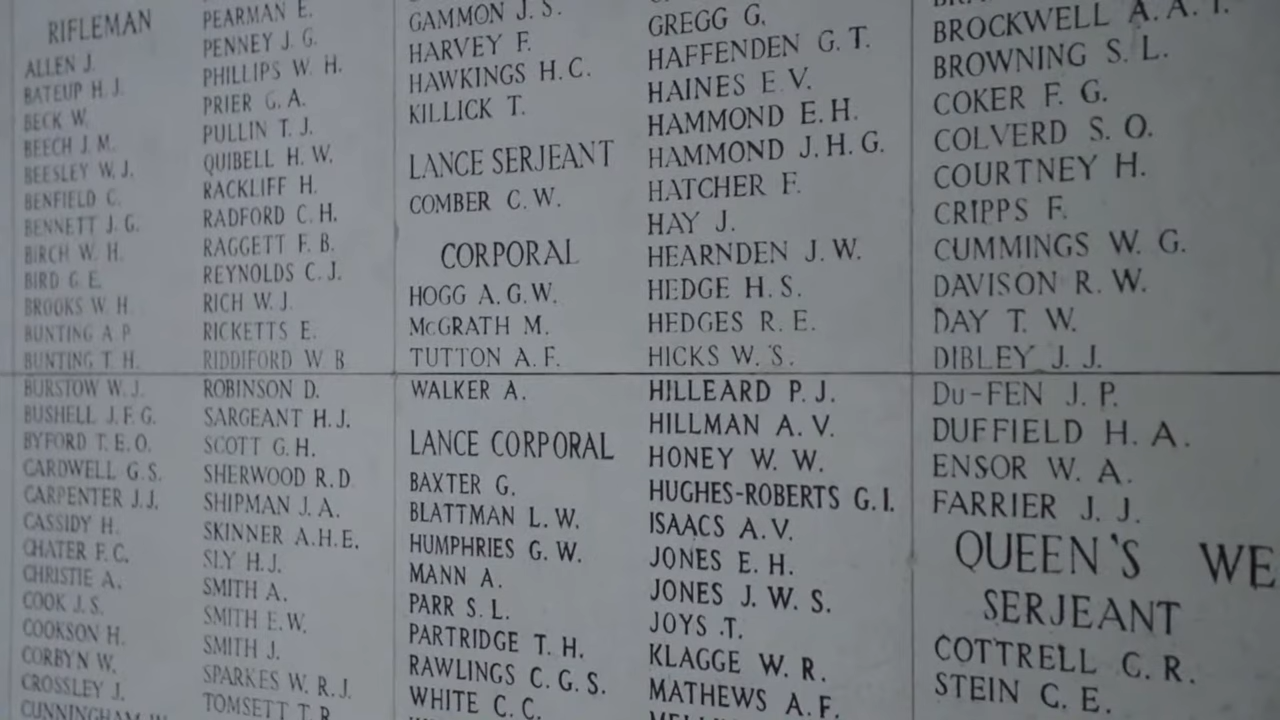 RIFLEMAN
ALLEN J.
BATEUP H. J.
BECK W.
BEECH J. M.
BEESLEY W. J.
BENFIELD C.
BENNETT J. G.
BIRCH W. H.
BIRD G. E.
BROOKS W. H.
BUNTING A. P.
BUNTING T. H.
BURSTOW W. J.
BUSHELL J. F. G.
BYFORD T. E. O.
CARDWELL G. S.
CARPENTER J. J.
CASSIDY H.
CHATER F. C.
CHRISTIE A.
COOK J. S.
COOKSON H.
CORBYN W.
CROSSLEY J.
CUNNINGHAM W.
PEARMAN E.
PENNEY J. G.
PHILLIPS W. H.
PRIER G. A.
PULLIN T. J.
QUIBELL H. W.
RACKLIFF H.
RADFORD C. H.
RAGGETT F. B.
REYNOLDS C. J.
RICH W. J.
RICKETTS E.
RIDDIFORD W. B
ROBINSON D.
SARGEANT H. J.
SCOTT G. H.
SHERWOOD R. D
SHIPMAN J. A.
SKINNER A. H. E.
SLY H. J.
SMITH A.
SMITH E. W.
SMITH J.
SPARKES W. R. J.
TOMSETT T. R.
GAMMON J. S.
HARVEY F.
HAWKINGS H. C.
KILLICK T.
LANCE SERJEANT
COMBER C. W.
CORPORAL
HOGG A. G. W.
McGRATH M.
TUTTON A. F.
WALKER A.
LANCE CORPORAL
BAXTER G.
BLATTMAN L. W.
HUMPHRIES G. W.
MANN A.
PARR S. L.
PARTRIDGE T. H.
RAWLINGS C. G. S.
WHITE C. C.
GREGG G.
HAFFENDEN G. T.
HAINES E. V.
HAMMOND E. H.
HAMMOND J. H. G.
HATCHER F.
HAY J.
HEARNDEN J. W.
HEDGE H. S.
HEDGES R. E.
HICKS W. S.
HILLEARD P. J.
HILLMAN A. V.
HONEY W. W.
HUGHES-ROBERTS G. I.
ISAACS A. V.
JONES E. H.
JONES J. W. S.
JOYS .T.
KLAGGE W. R.
MATHEWS A. F.
BROCKWELL A. A. T.
BROWNING S. L.
COKER F. G.
COLVERD S. O.
COURTNEY H.
CRIPPS F.
CUMMINGS W. G.
DAVISON R. W.
DAY T. W.
DIBLEY J. J.
Du-FEN J. P.
DUFFIELD H. A.
ENSOR W. A.
FARRIER J. J.
QUEEN'S WE
SERJEANT
COTTRELL C. R.
STEIN C. E.